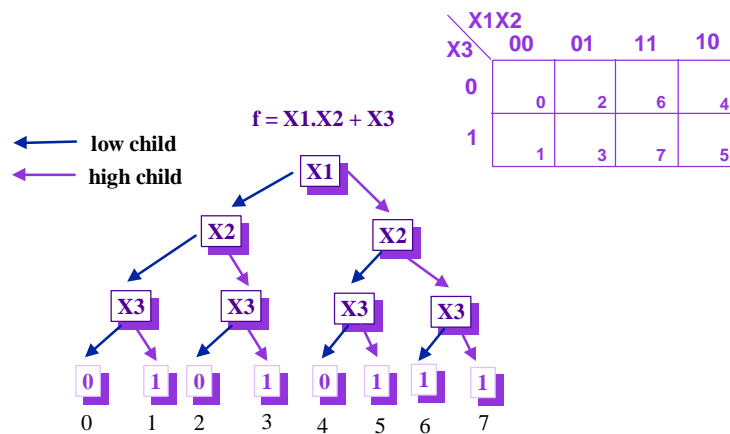 X1X2
X3 00 01 11 10
0
0 2 6 4
f = X1.X2 + X3
1
1 3 7 5
low child
high child
X1
X2 X2
X3 X3 X3 X3
0 1 0 1 0 1 1 1
0 1 2 3 4 5 6 7